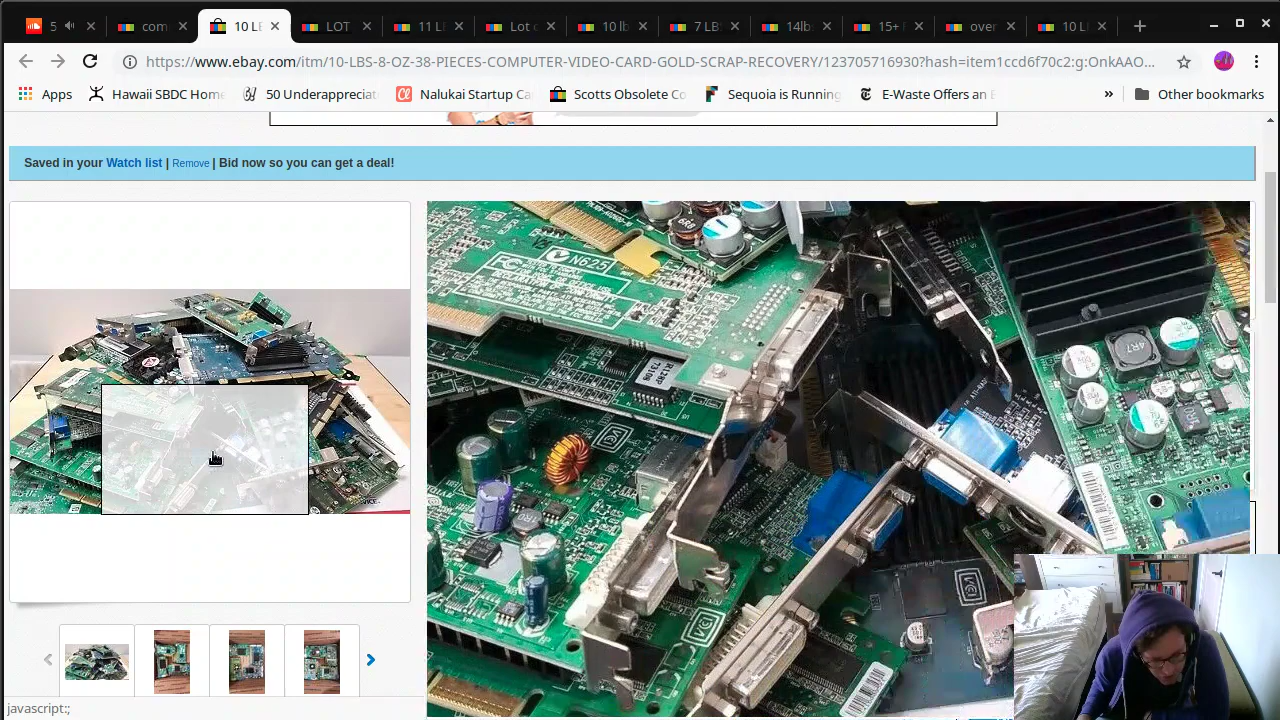 5
com
10 LE
LOT
11 L
Lot c
10 lb
7 LB
14lb
15+
over
10 L
https://www.ebay.com/itm/10-LBS-8-OZ-38-PIECES-COMPUTER-VIDEO-CARD-GOLD-SCRAP-RECOVERY/123705716930?hash=item1ccd6f70c2:g:OnkAAO...
Apps
Hawaii SBDC Home
50 Underappreciat
Nalukai Startup Ca
Scotts Obsolete Co
Sequoia is Running
E-Waste Offers an E
»
Other bookmarks
Saved in your Watch list | Remove | Bid now so you can get a deal!
N625
4R7
1R0
javascript:;